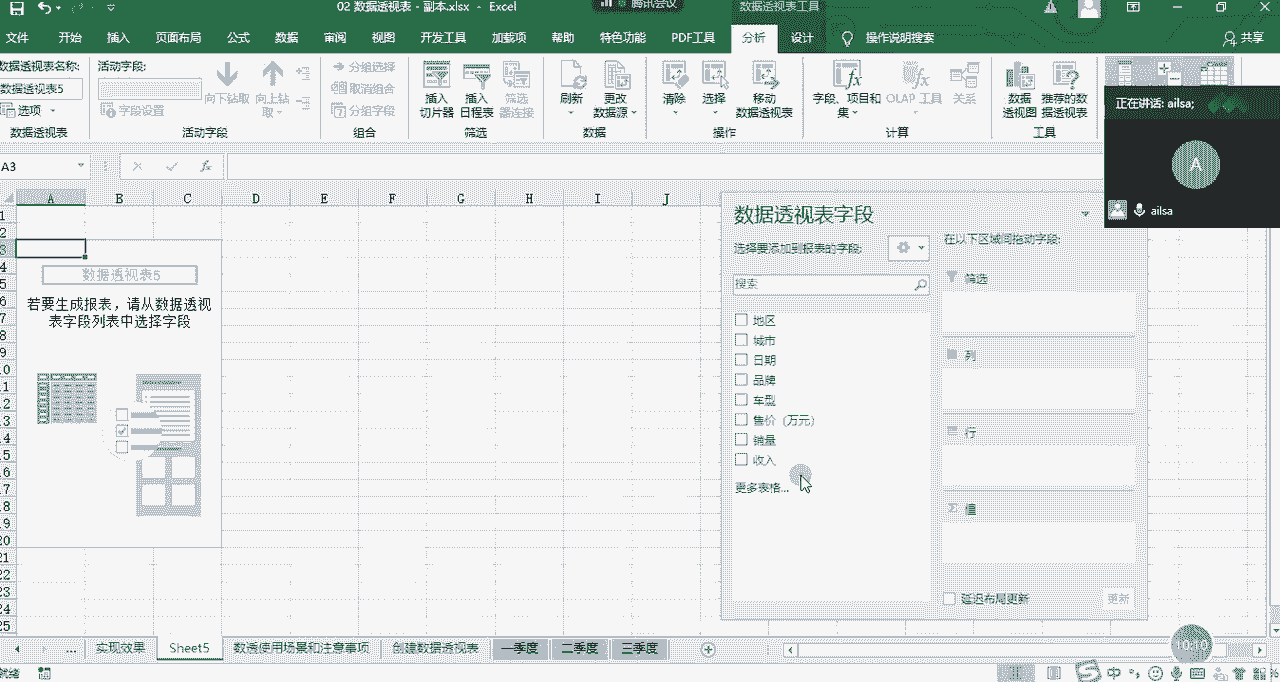 02 数据透视表 - 副本.xlsx - Excel
腾讯会议
数据透视表工具
文件 开始 插入 页面布局 公式 数据 审阅 视图 开发工具 加载项 帮助 特色功能 PDF工具 分析 设计 操作说明搜索 共享
数据透视表名称:
数据透视表5
选项
数据透视表
活动字段:
字段设置
向下钻取
向上钻取
活动字段
分组选择
取消组合
分组字段
组合
插入切片器
插入日程表
筛选器连接
筛选
刷新
更改数据源
数据
清除
选择
移动数据透视表
操作
字段、项目和集
OLAP 工具
关系
计算
数据透视图
推荐的数据透视表
工具
正在讲话: ailsa;
A
ailsa
A3
fx
A B C D E F G H I J
数据透视表5
若要生成报表，请从数据透视
表字段列表中选择字段
数据透视表字段
选择要添加到报表的字段:
搜索
地区
城市
日期
品牌
车型
售价（万元）
销量
收入
更多表格...
在以下区域间拖动字段:
筛选
列
行
Σ 值
延迟布局更新
更新
... 实现效果 Sheet5 数透使用场景和注意事项 创建数据透视表 一季度 二季度 三季度
就绪
10:10
中